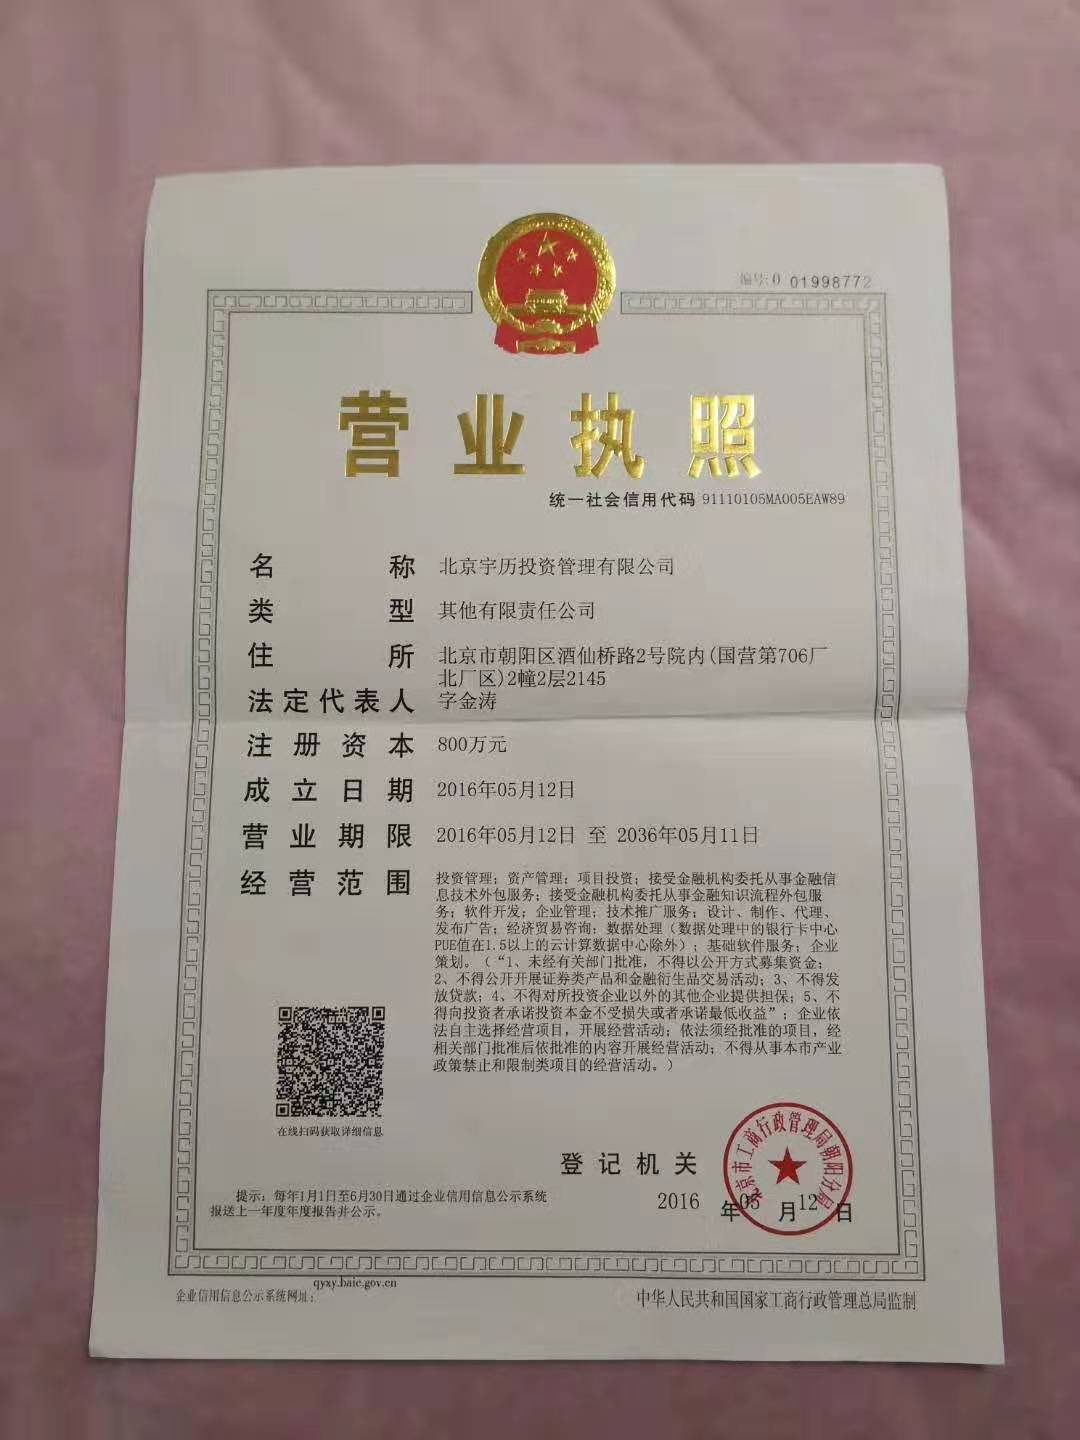 编号:0 01998772
营业执照
统一社会信用代码 91110105MA005EAW89
名称 北京宇历投资管理有限公司
类型 其他有限责任公司
住所 北京市朝阳区酒仙桥路2号院内(国营第706厂
北厂区)2幢2层2145
法定代表人 字金涛
注册资本 800万元
成立日期 2016年05月12日
营业期限 2016年05月12日 至 2036年05月11日
经营范围 投资管理；资产管理；项目投资；接受金融机构委托从事金融信
息技术外包服务；接受金融机构委托从事金融知识流程外包服
务；软件开发；企业管理；技术推广服务；设计、制作、代理、
发布广告；经济贸易咨询；数据处理（数据处理中的银行卡中心
PUE值在1.5以上的云计算数据中心除外）；基础软件服务；企业
策划。（“1、未经有关部门批准，不得以公开方式募集资金；
2、不得公开开展证券类产品和金融衍生品交易活动；3、不得发
放贷款；4、不得对所投资企业以外的其他企业提供担保；5、不
得向投资者承诺投资本金不受损失或者承诺最低收益”；企业依
法自主选择经营项目，开展经营活动；依法须经批准的项目，经
相关部门批准后依批准的内容开展经营活动；不得从事本市产业
政策禁止和限制类项目的经营活动。）
在线扫码获取详细信息
登记机关
北京市工商行政管理局朝阳分局
2016年05月12日
提示：每年1月1日至6月30日通过企业信用信息公示系统
报送上一年度年度报告并公示。
qyxy.baic.gov.cn
企业信用信息公示系统网址：
中华人民共和国国家工商行政管理总局监制